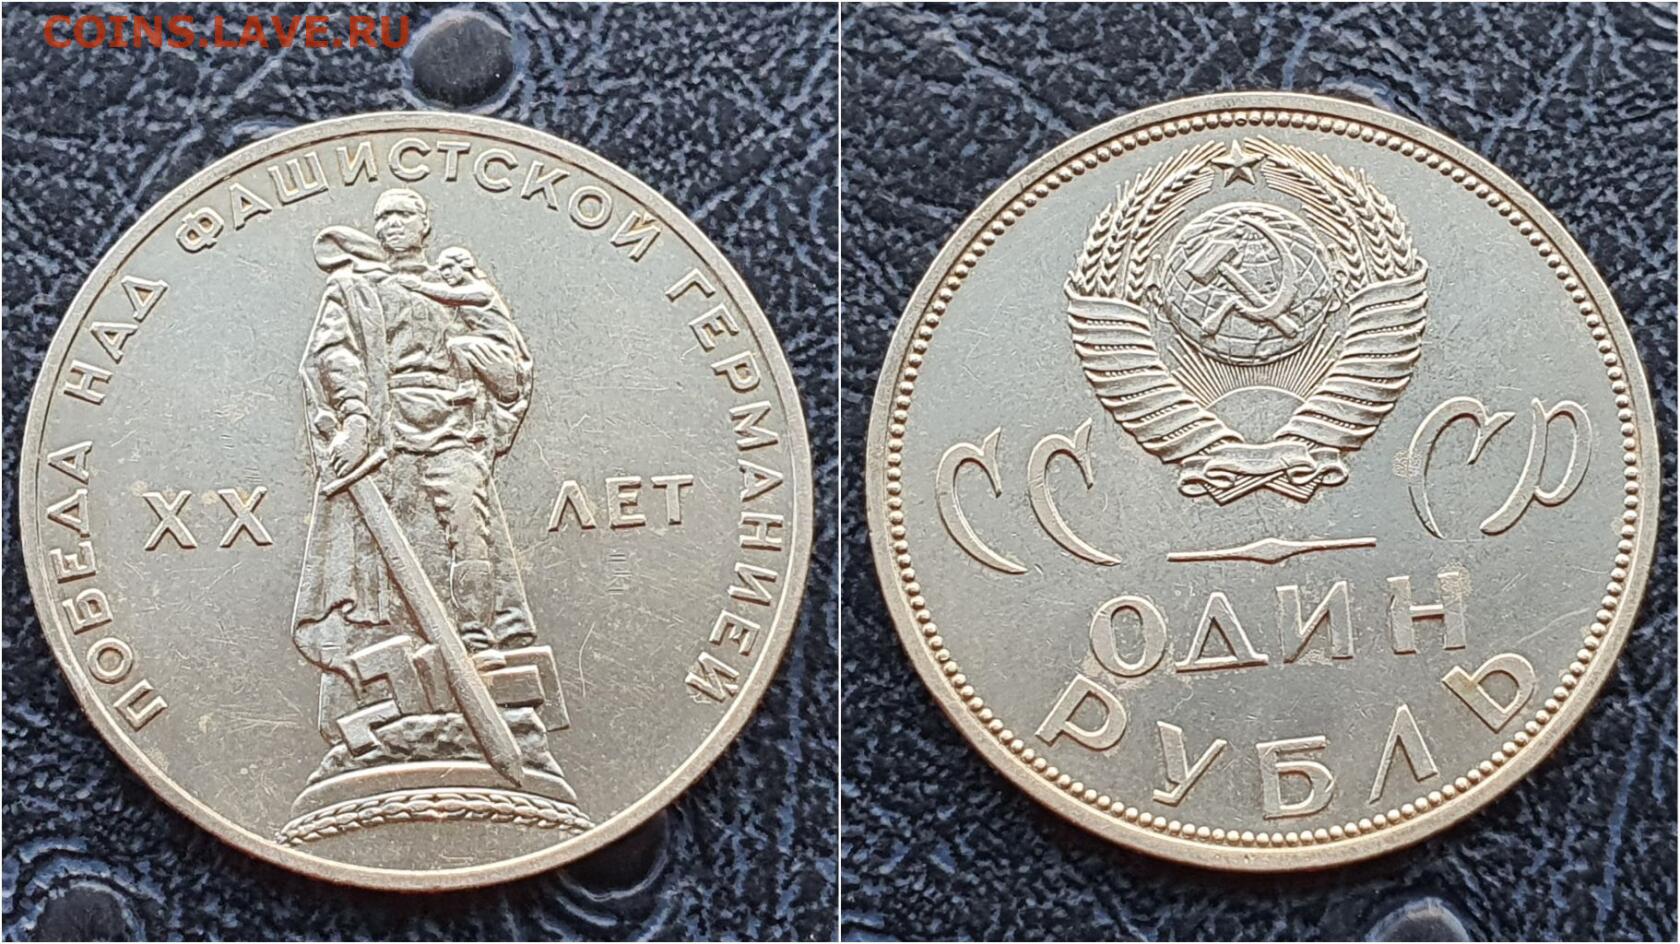 COINS.LAVE.RU
ПОБЕДА НАД ФАШИСТСКОЙ ГЕРМАНИЕЙ
XX ЛЕТ
СССР
ОДИН
РУБЛЬ